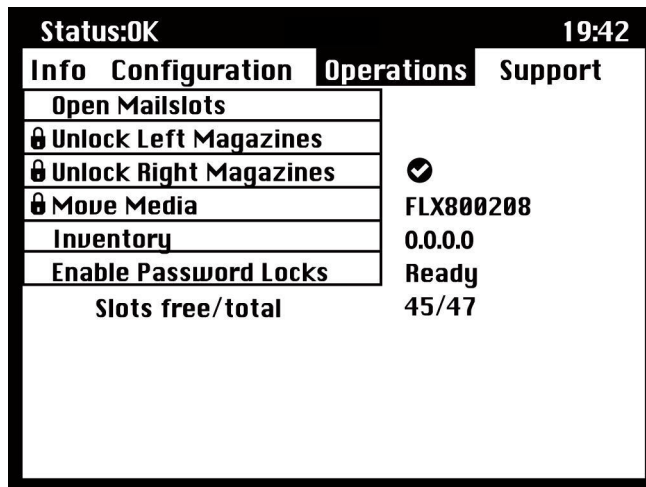 Status:OK 19:42
Info Configuration Operations Support
Open Mailslots
Unlock Left Magazines
Unlock Right Magazines
Move Media FLX800208
Inventory 0.0.0.0
Enable Password Locks Ready
Slots free/total 45/47